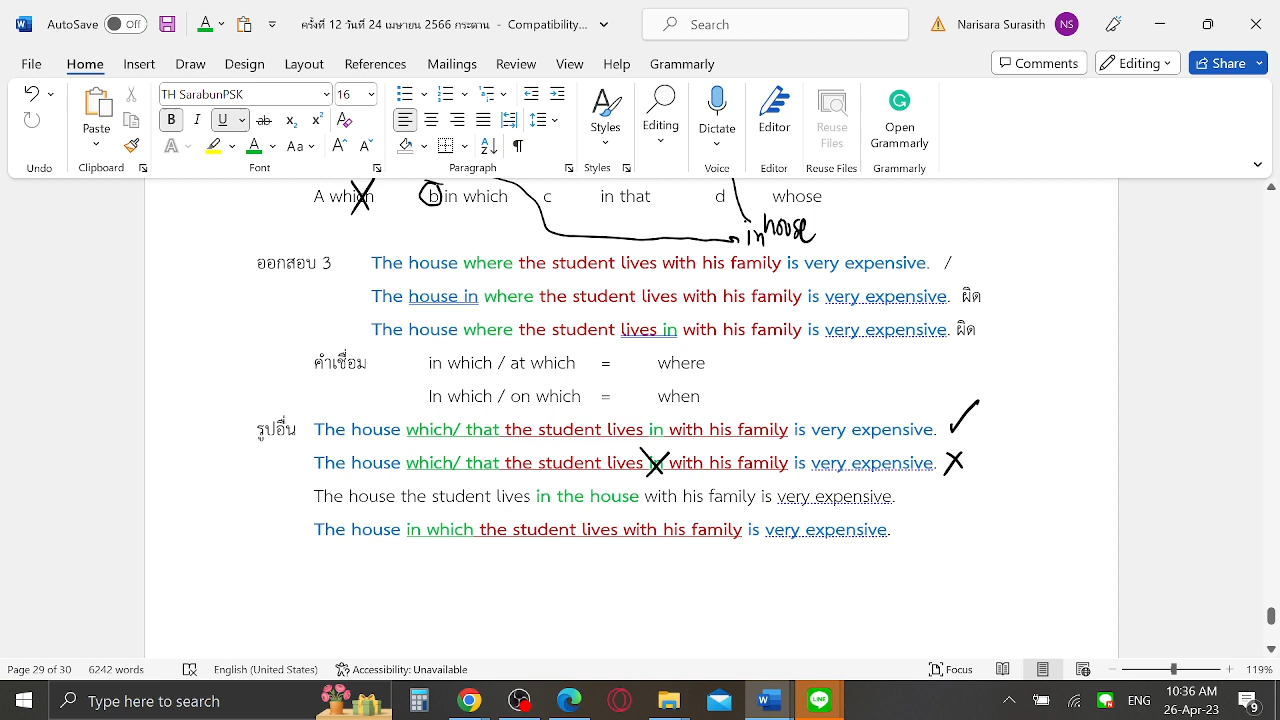 AutoSave Off ครั้งที่ 12 วันที่ 24 เมษายน 2566 กระดาน - Compatibility... Search Narisara Surasith NS
File Home Insert Draw Design Layout References Mailings Review View Help Grammarly Comments Editing Share
TH SarabunPSK 16
Paste Styles Editing Dictate Editor Reuse Files Open Grammarly
Undo Clipboard Font Paragraph Styles Voice Editor Reuse Files Grammarly
A which b in which c in that d whose
in house
ออกสอบ 3 The house where the student lives with his family is very expensive. /
The house in where the student lives with his family is very expensive. ผิด
The house where the student lives in with his family is very expensive. ผิด
คำเชื่อม in which / at which = where
In which / on which = when
รูปอื่น The house which/ that the student lives in with his family is very expensive.
The house which/ that the student lives in with his family is very expensive.
The house the student lives in the house with his family is very expensive.
The house in which the student lives with his family is very expensive.
Page 29 of 30 6242 words English (United States) Accessibility: Unavailable Focus 119%
Type here to search ENG 10:36 AM
26-Apr-23 9